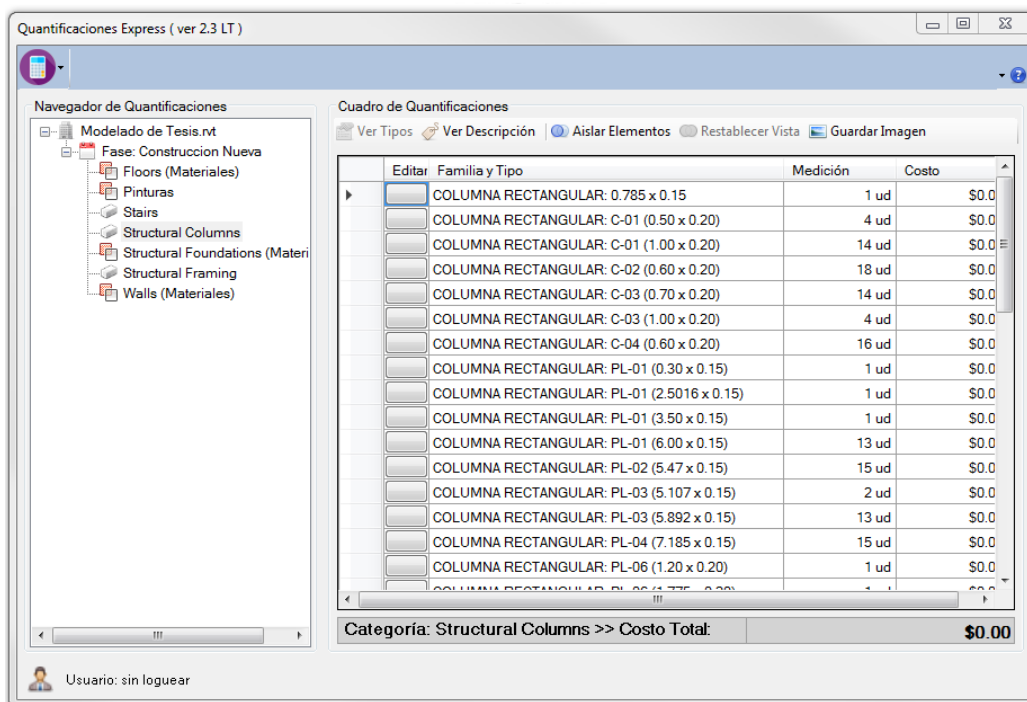 Quantificaciones Express ( ver 2.3 LT )
Navegador de Quantificaciones
Modelado de Tesis.rvt
Fase: Construccion Nueva
Floors (Materiales)
Pinturas
Stairs
Structural Columns
Structural Foundations (Materi
Structural Framing
Walls (Materiales)
Cuadro de Quantificaciones
Ver Tipos Ver Descripción Aislar Elementos Restablecer Vista Guardar Imagen
Editar Familia y Tipo Medición Costo
COLUMNA RECTANGULAR: 0.785 x 0.15 1 ud $0.0
COLUMNA RECTANGULAR: C-01 (0.50 x 0.20) 4 ud $0.0
COLUMNA RECTANGULAR: C-01 (1.00 x 0.20) 14 ud $0.0
COLUMNA RECTANGULAR: C-02 (0.60 x 0.20) 18 ud $0.0
COLUMNA RECTANGULAR: C-03 (0.70 x 0.20) 14 ud $0.0
COLUMNA RECTANGULAR: C-03 (1.00 x 0.20) 4 ud $0.0
COLUMNA RECTANGULAR: C-04 (0.60 x 0.20) 16 ud $0.0
COLUMNA RECTANGULAR: PL-01 (0.30 x 0.15) 1 ud $0.0
COLUMNA RECTANGULAR: PL-01 (2.5016 x 0.15) 1 ud $0.0
COLUMNA RECTANGULAR: PL-01 (3.50 x 0.15) 1 ud $0.0
COLUMNA RECTANGULAR: PL-01 (6.00 x 0.15) 13 ud $0.0
COLUMNA RECTANGULAR: PL-02 (5.47 x 0.15) 15 ud $0.0
COLUMNA RECTANGULAR: PL-03 (5.107 x 0.15) 2 ud $0.0
COLUMNA RECTANGULAR: PL-03 (5.892 x 0.15) 13 ud $0.0
COLUMNA RECTANGULAR: PL-04 (7.185 x 0.15) 15 ud $0.0
COLUMNA RECTANGULAR: PL-06 (1.20 x 0.20) 1 ud $0.0
Categoría: Structural Columns >> Costo Total: $0.00
Usuario: sin loguear